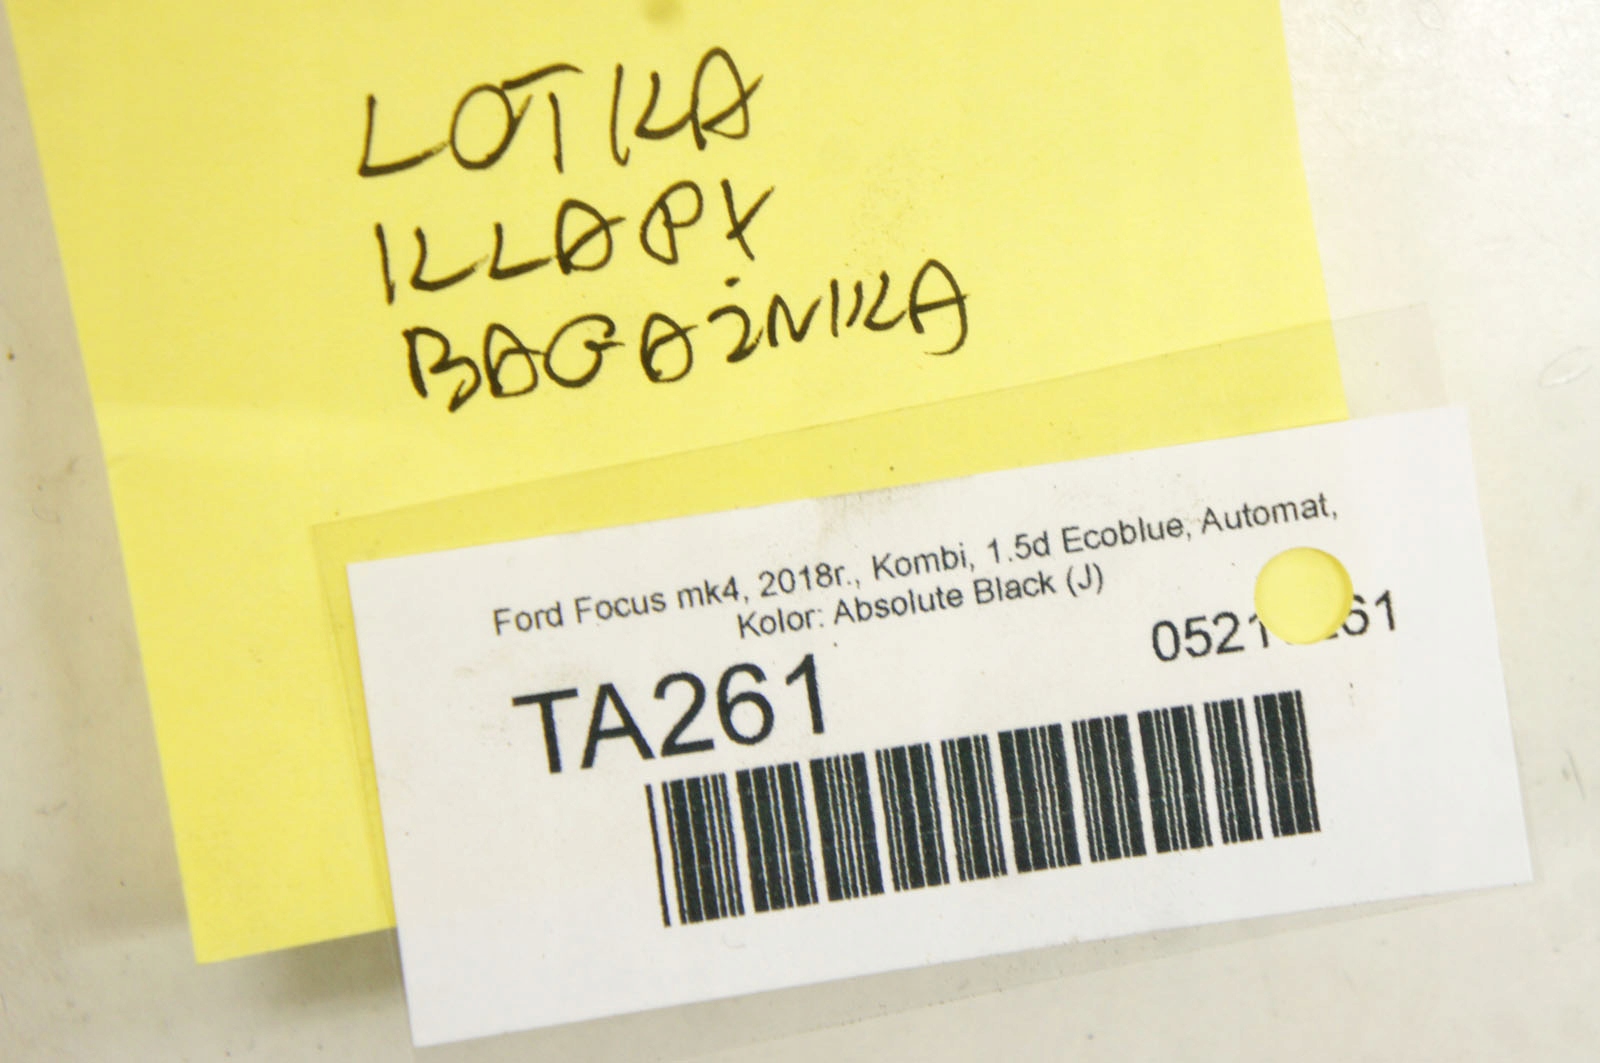 LOTKA
KLAPY
BAGAŻNIKA
Ford Focus mk4, 2018r., Kombi, 1.5d Ecoblue, Automat,
Kolor: Absolute Black (J)
TA261